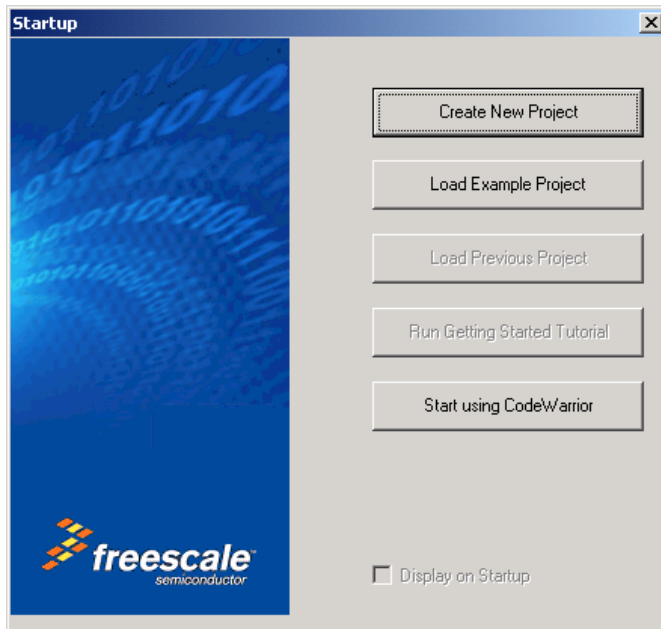 Startup
Create New Project
Load Example Project
Load Previous Project
Run Getting Started Tutorial
Start using CodeWarrior
Display on Startup
freescale™
semiconductor